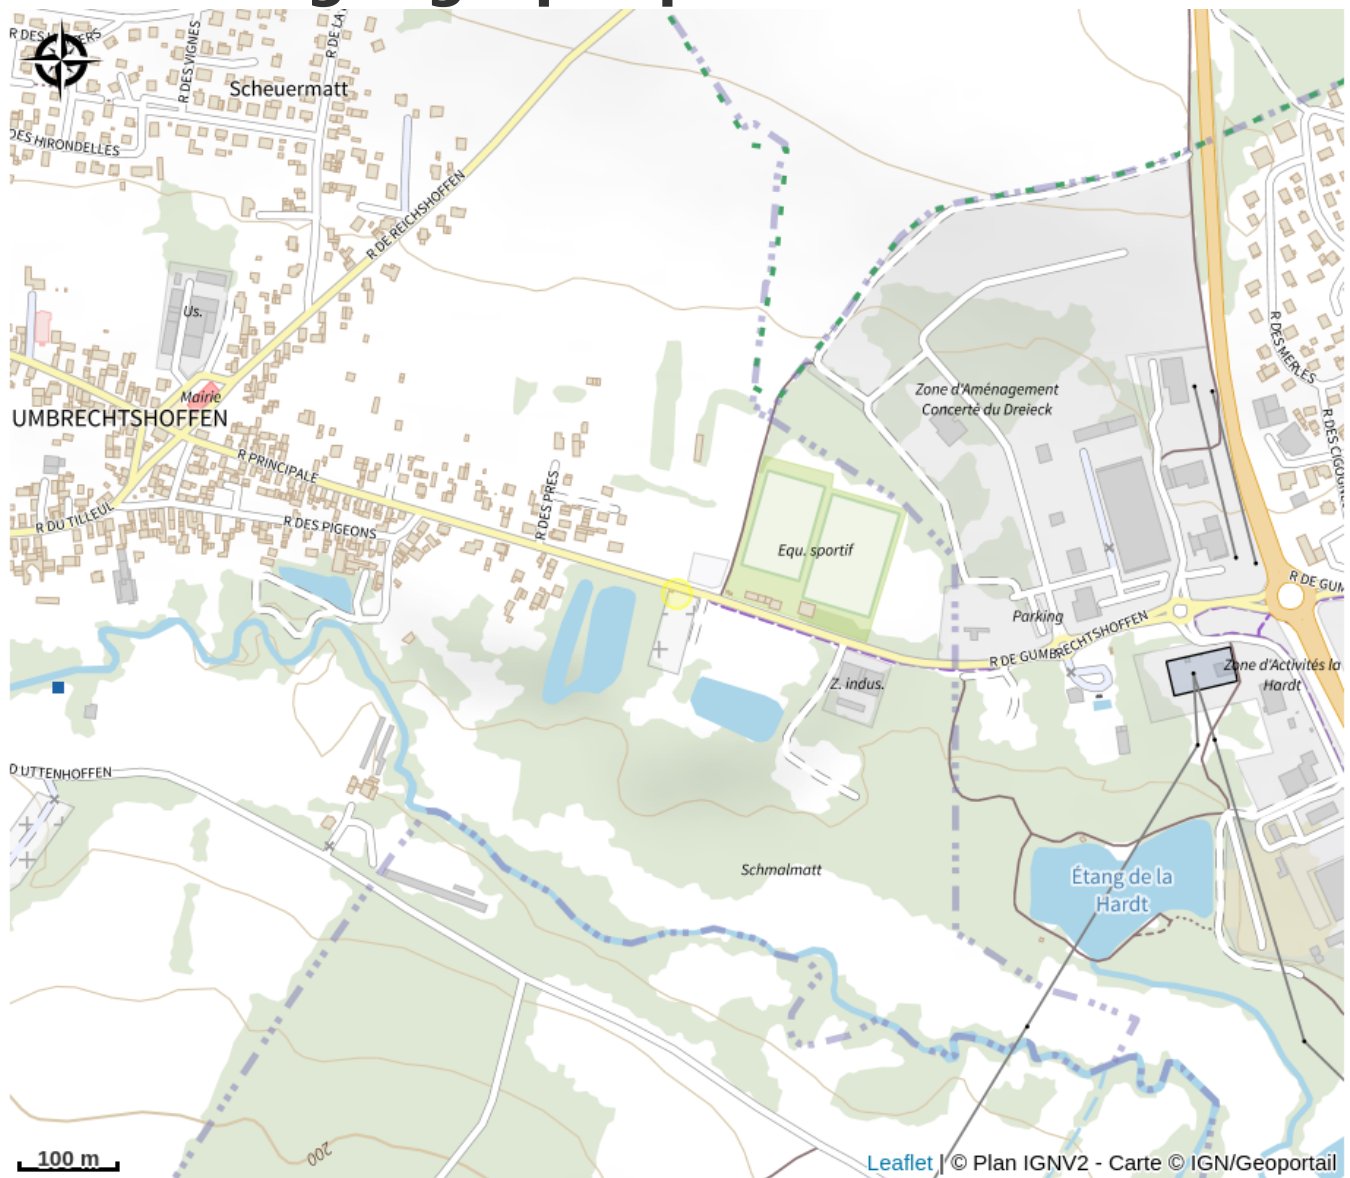 R DES VIGNES
R DE LA
Scheuermatt
DES HIRONDELLES
R DE REICHSHOFFEN
Us.
R DES MERLES
Mairie
UMBRECHTSHOFFEN
Zone d'Aménagement
Concerté du Dreieck
R DES CIGOGNE
R PRINCIPALE
R DES PRES
R DU TILLEUL
R DES PIGEONS
Equ. sportif
R DE GUM
Parking
R DE GUMBRECHTSHOFFEN
Z. indus.
Zone d'Activités la
Hardt
D UTTENHOFFEN
Schmalmatt
Étang de la
Hardt
200
100 m
Leaflet | © Plan IGNV2 - Carte © IGN/Geoportail